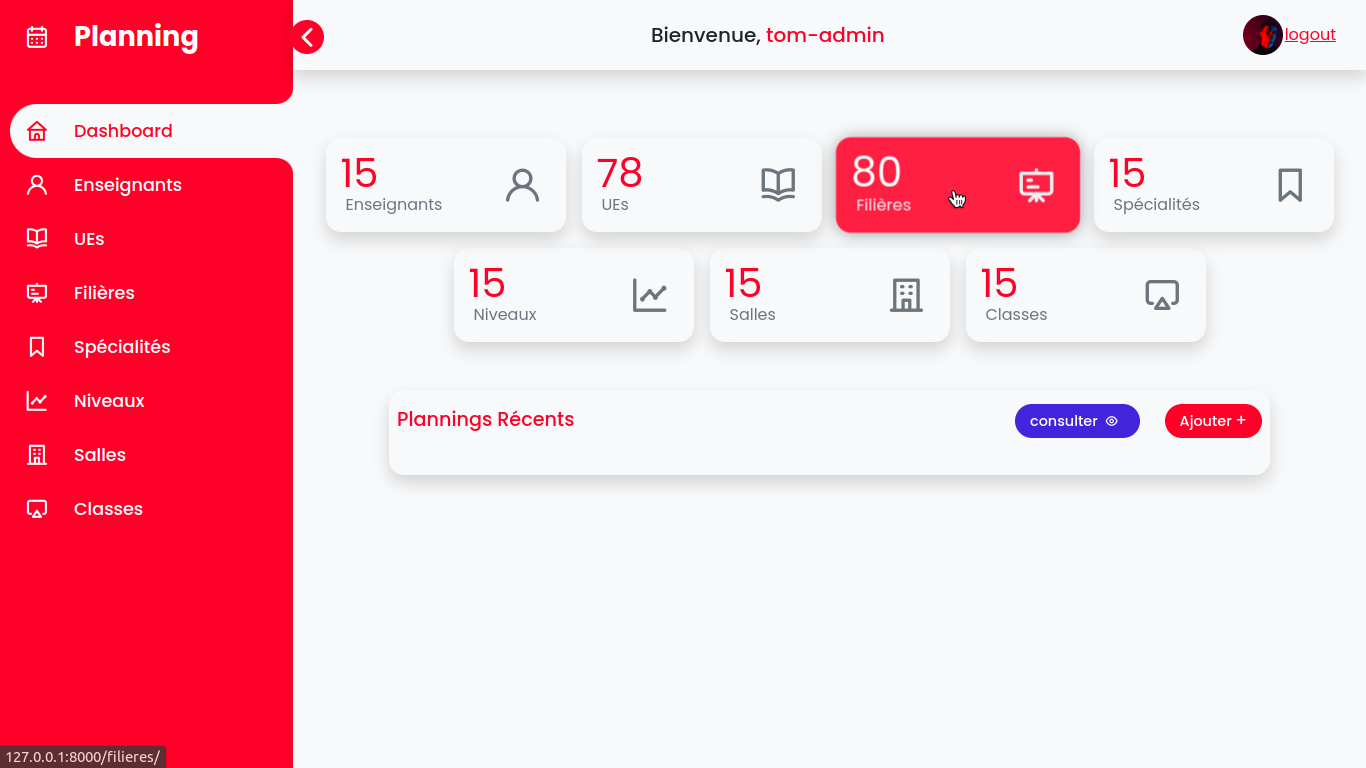 Planning
Bienvenue, tom-admin
logout
Dashboard
Enseignants
UEs
Filières
Spécialités
Niveaux
Salles
Classes
15
Enseignants
78
UEs
80
Filières
15
Spécialités
15
Niveaux
15
Salles
15
Classes
Plannings Récents
consulter
Ajouter +
127.0.0.1:8000/filieres/